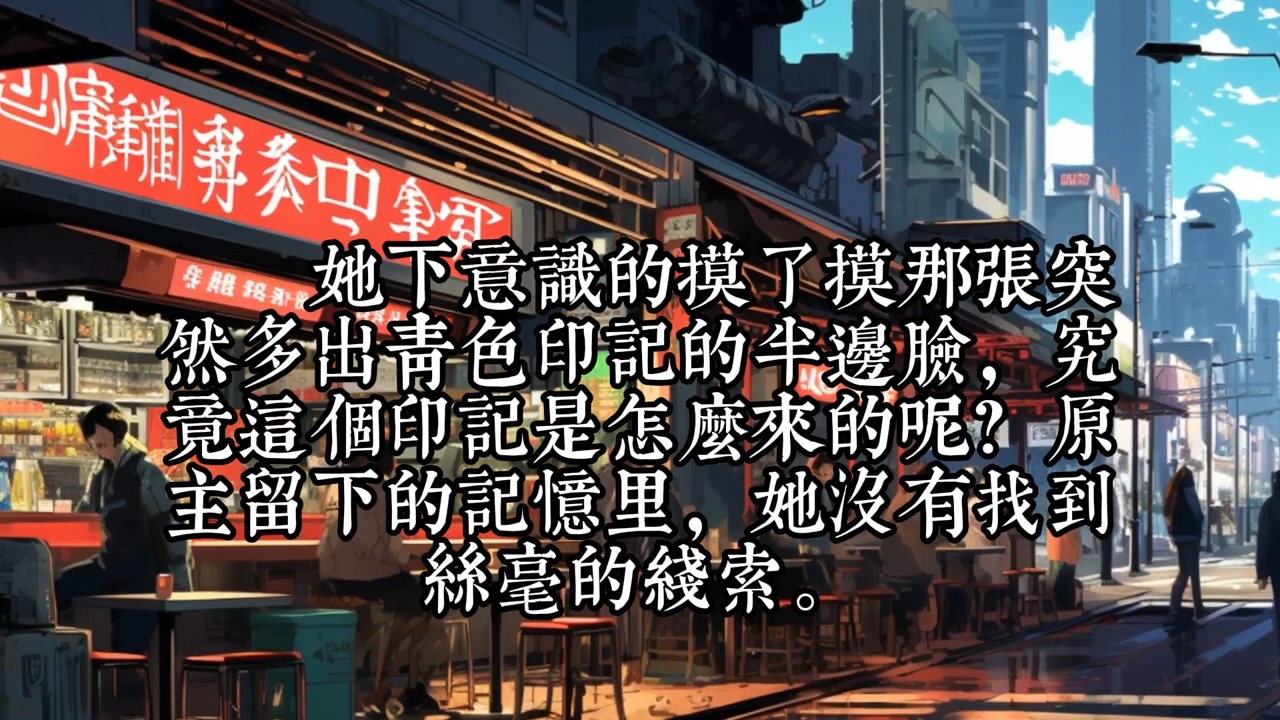 她下意識的摸了摸那張突
然多出靑色印記的半邊臉，究
竟這個印記是怎麼來的呢？原
主留下的記憶里，她沒有找到
絲毫的綫索。